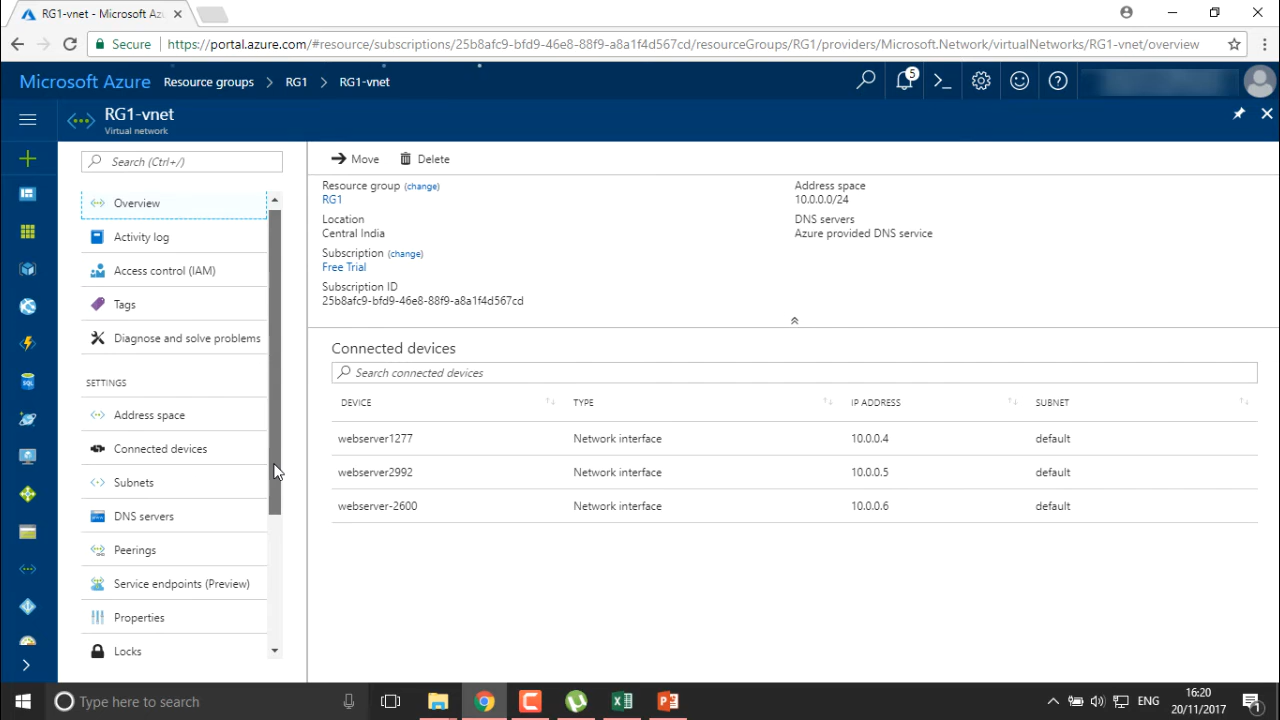 RG1-vnet - Microsoft Az
Secure https://portal.azure.com/#resource/subscriptions/25b8afc9-bfd9-46e8-88f9-a8a1f4d567cd/resourceGroups/RG1/providers/Microsoft.Network/virtualNetworks/RG1-vnet/overview
Microsoft Azure Resource groups > RG1 > RG1-vnet
5
RG1-vnet
Virtual network
Search (Ctrl+/)
Overview
Activity log
Access control (IAM)
Tags
Diagnose and solve problems
SETTINGS
Address space
Connected devices
Subnets
DNS servers
Peerings
Service endpoints (Preview)
Properties
Locks
Move Delete
Resource group (change)
RG1
Location
Central India
Subscription (change)
Free Trial
Subscription ID
25b8afc9-bfd9-46e8-88f9-a8a1f4d567cd
Address space
10.0.0.0/24
DNS servers
Azure provided DNS service
Connected devices
Search connected devices
DEVICE TYPE IP ADDRESS SUBNET
webserver1277 Network interface 10.0.0.4 default
webserver2992 Network interface 10.0.0.5 default
webserver-2600 Network interface 10.0.0.6 default
Type here to search
ENG
16:20
20/11/2017
1